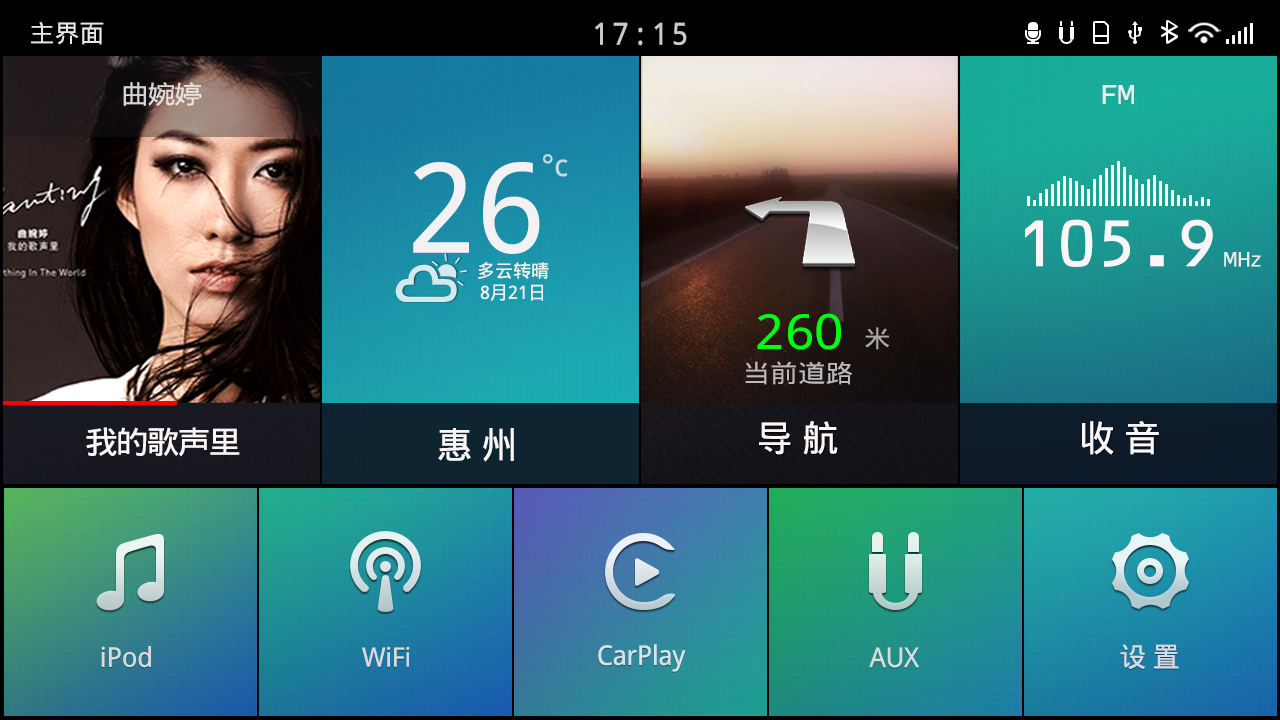 主界面
17:15
曲婉婷
曲婉婷
我的歌声里
thing In The World
我的歌声里
26
℃
多云转晴
8月21日
惠州
260 米
当前道路
导航
FM
105.9 MHz
收音
iPod
WiFi
CarPlay
AUX
设置